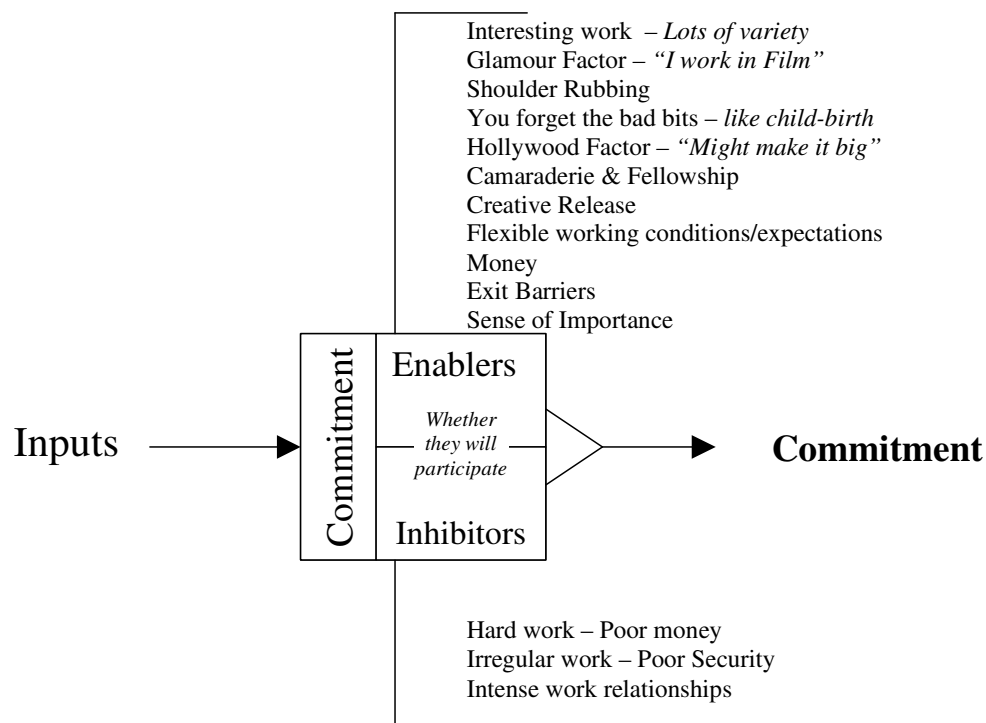 Interesting work – Lots of variety
Glamour Factor – “I work in Film”
Shoulder Rubbing
You forget the bad bits – like child-birth
Hollywood Factor – “Might make it big”
Camaraderie & Fellowship
Creative Release
Flexible working conditions/expectations
Money
Exit Barriers
Sense of Importance
Inputs
Commitment
Enablers
Whether
they will
participate
Inhibitors
Commitment
Hard work – Poor money
Irregular work – Poor Security
Intense work relationships